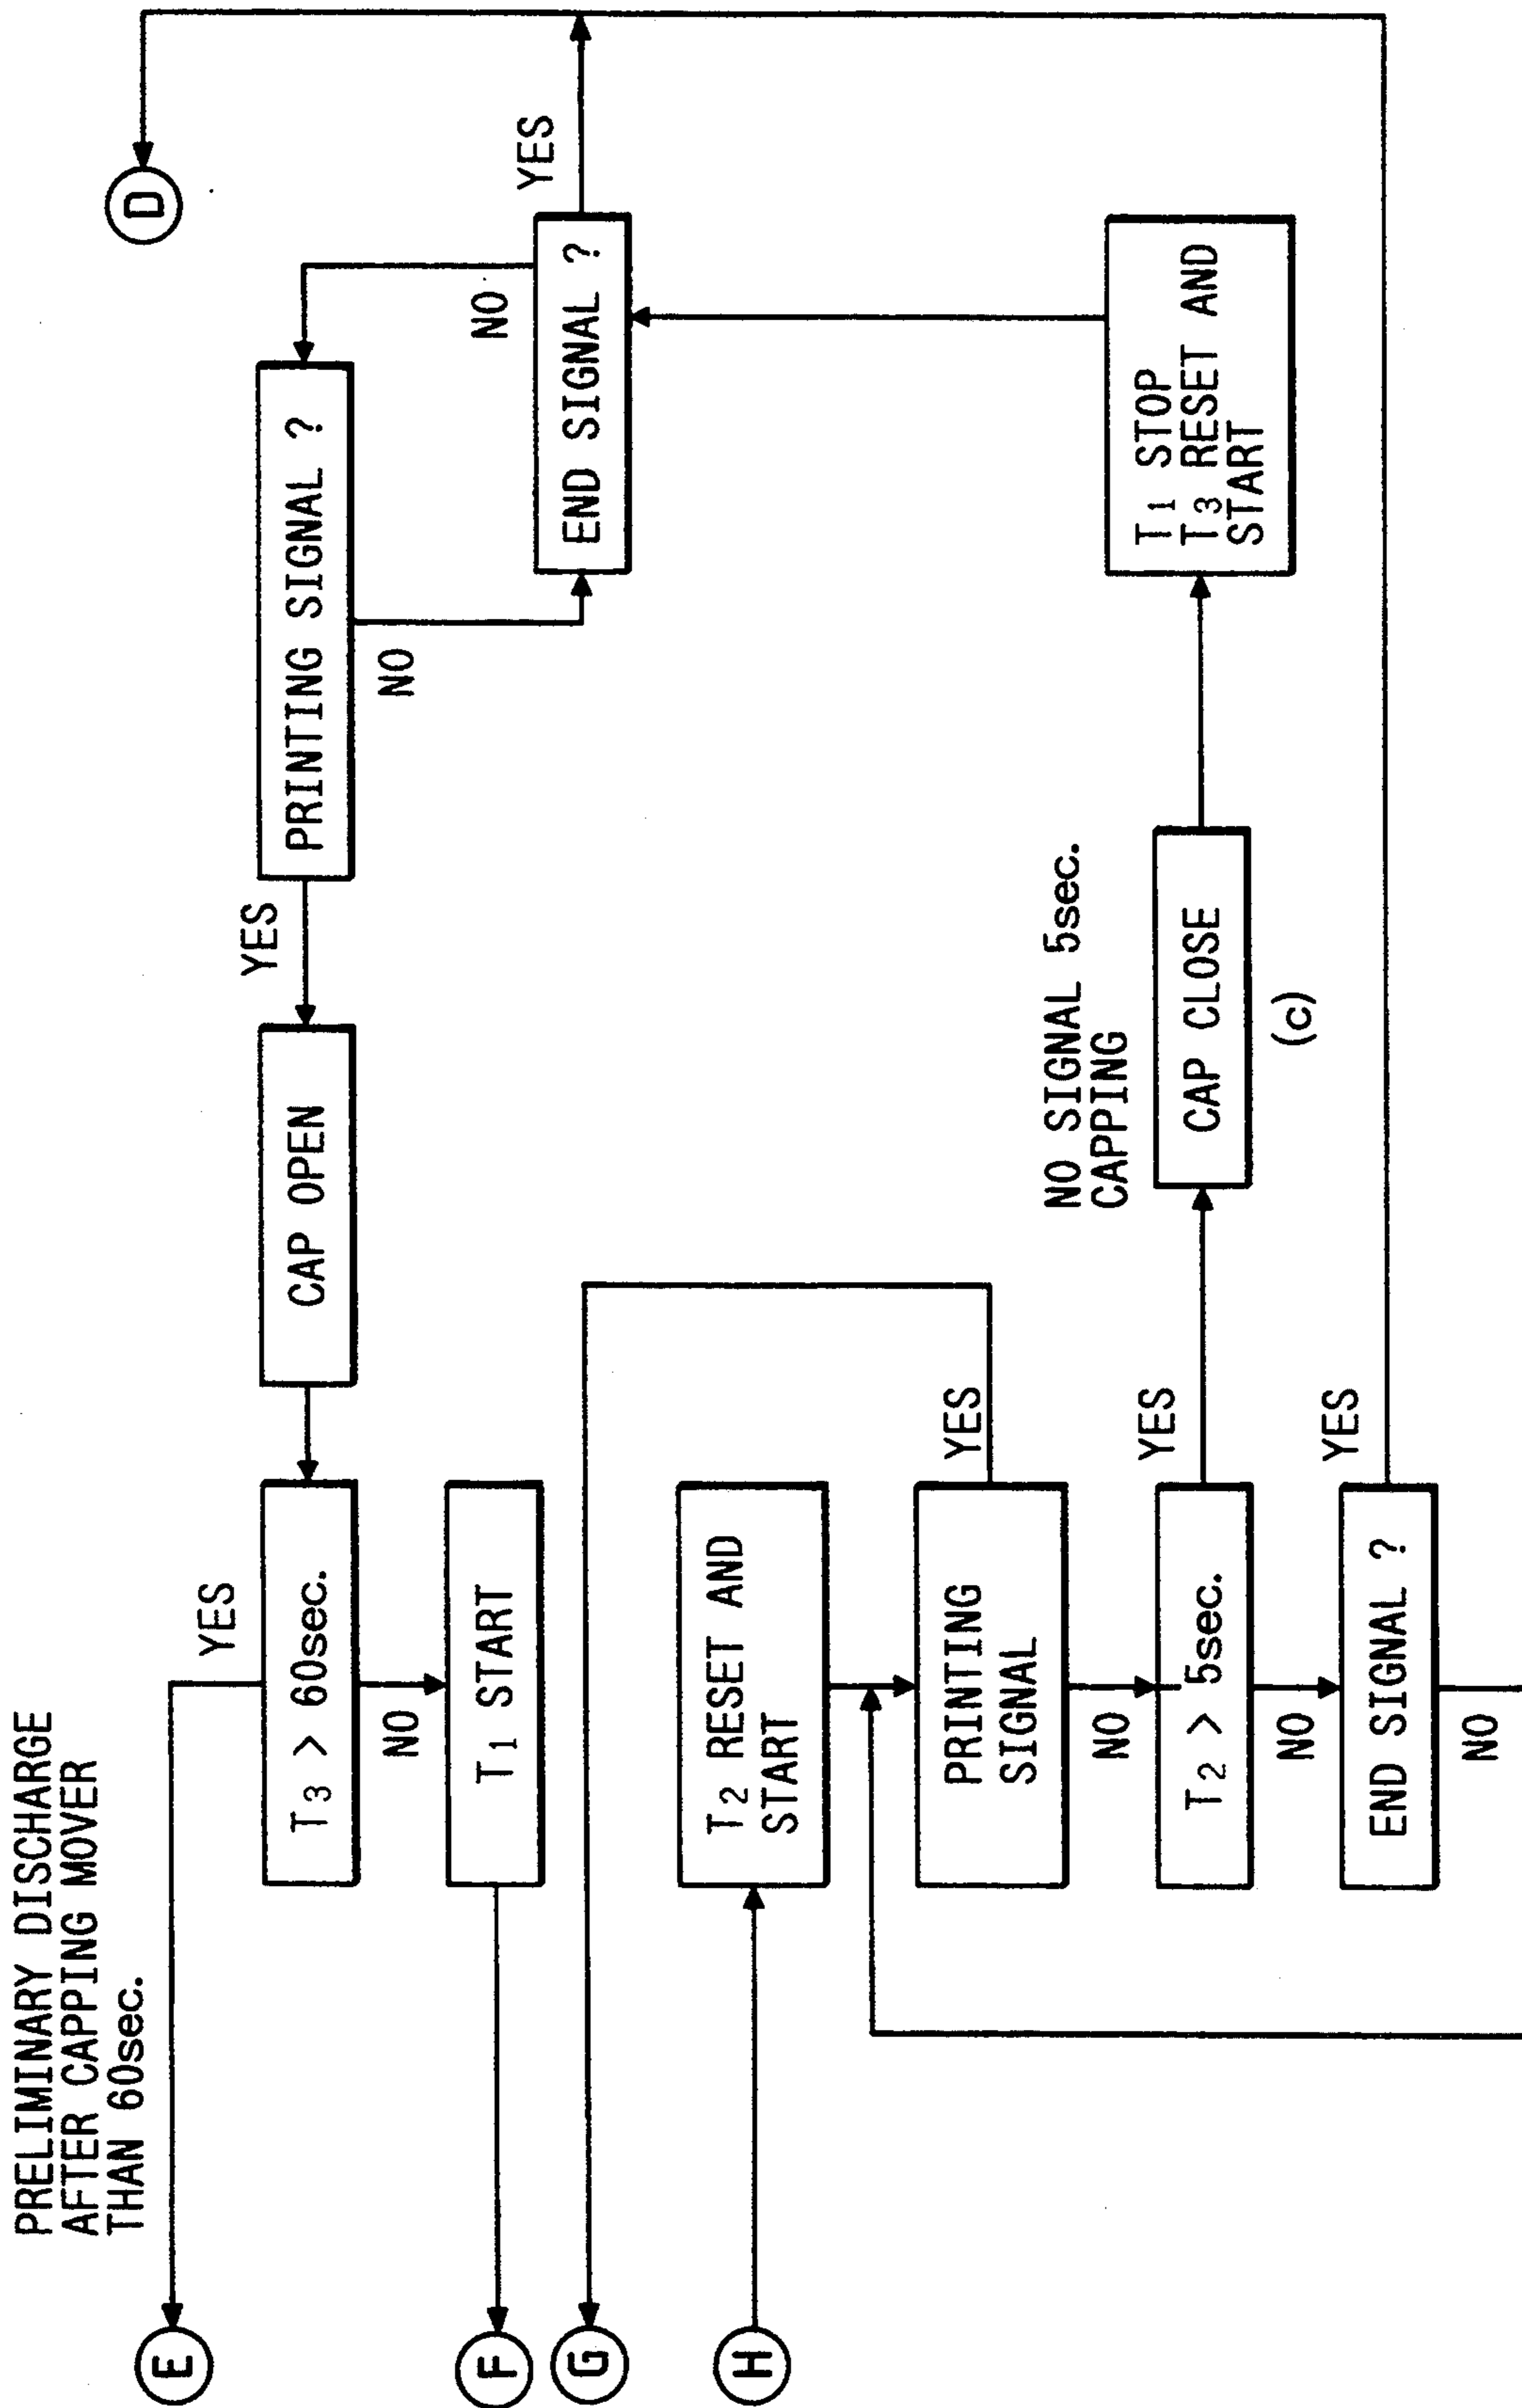 PRELIMINARY DISCHARGE
AFTER CAPPING MOVER
THAN 60sec.
E
YES
T3 > 60sec.
NO
T1 START
F
CAP OPEN
YES
PRINTING SIGNAL ?
NO
D
YES
END SIGNAL ?
NO
G
H
T2 RESET AND
START
PRINTING
SIGNAL
YES
NO
T2 > 5sec.
YES
NO
NO SIGNAL 5sec.
CAPPING
CAP CLOSE
(c)
T1 STOP
T3 RESET AND
START
END SIGNAL ?
YES
NO